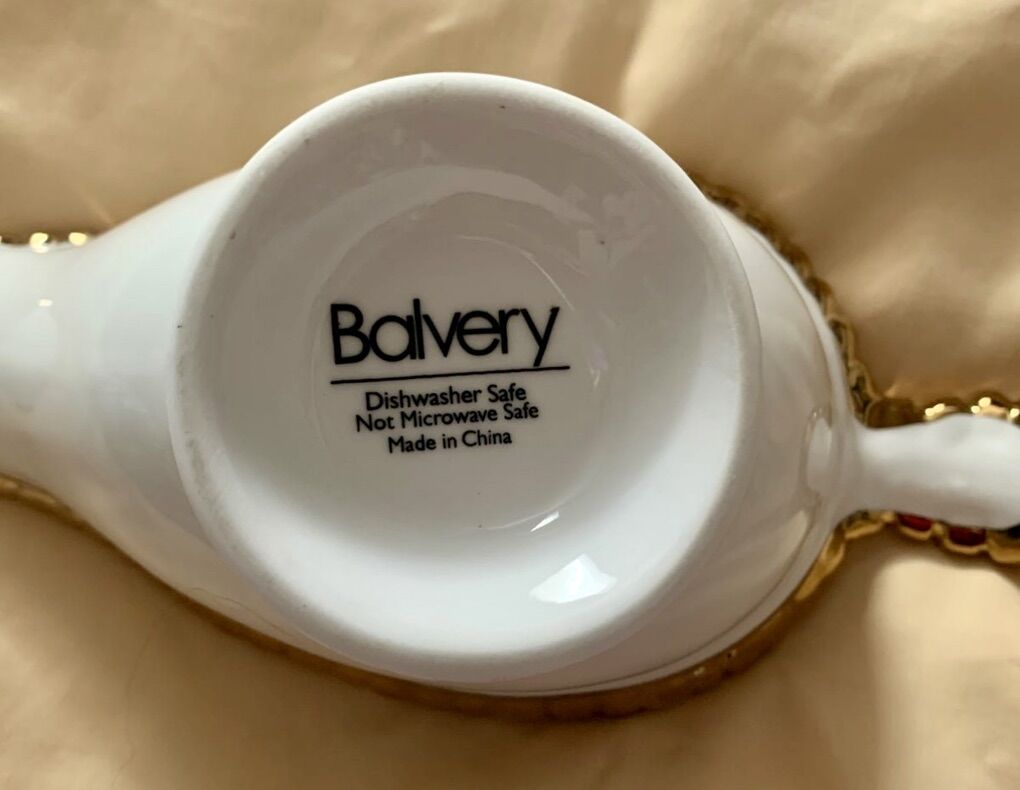 Balvery
Dishwasher Safe
Not Microwave Safe
Made in China